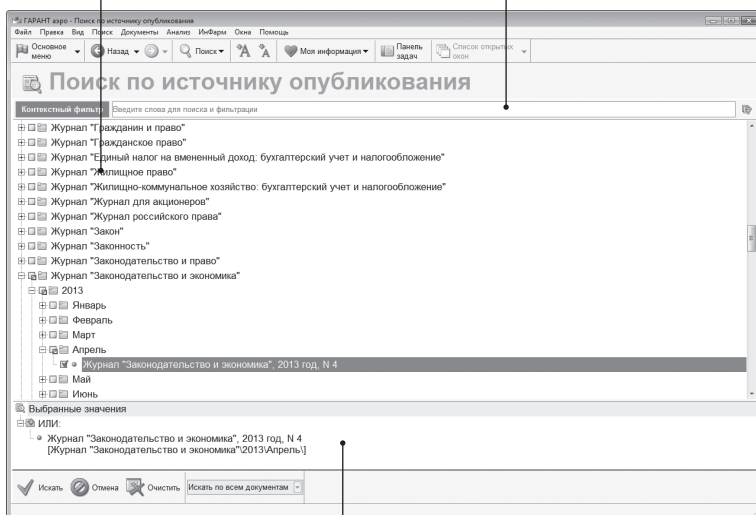 ГАРАНТ аэро - Поиск по источнику опубликования
Файл Правка Вид Поиск Документы Анализ ИнФарм Окна Помощь
Основное меню Назад Поиск Моя информация Панель задач Список открытых окон
Поиск по источнику опубликования
Контекстный фильтр Введите слова для поиска и фильтрации
Журнал "Гражданин и право"
Журнал "Гражданское право"
Журнал "Единый налог на вмененный доход: бухгалтерский учет и налогообложение"
Журнал "Жилищное право"
Журнал "Жилищно-коммунальное хозяйство: бухгалтерский учет и налогообложение"
Журнал "Журнал для акционеров"
Журнал "Журнал российского права"
Журнал "Закон"
Журнал "Законность"
Журнал "Законодательство и право"
Журнал "Законодательство и экономика"
2013
Январь
Февраль
Март
Апрель
Журнал "Законодательство и экономика", 2013 год, N 4
Май
Июнь
Выбранные значения
ИЛИ:
Журнал "Законодательство и экономика", 2013 год, N 4
[Журнал "Законодательство и экономика"\2013\Апрель\]
Искать Отмена Очистить Искать по всем документам